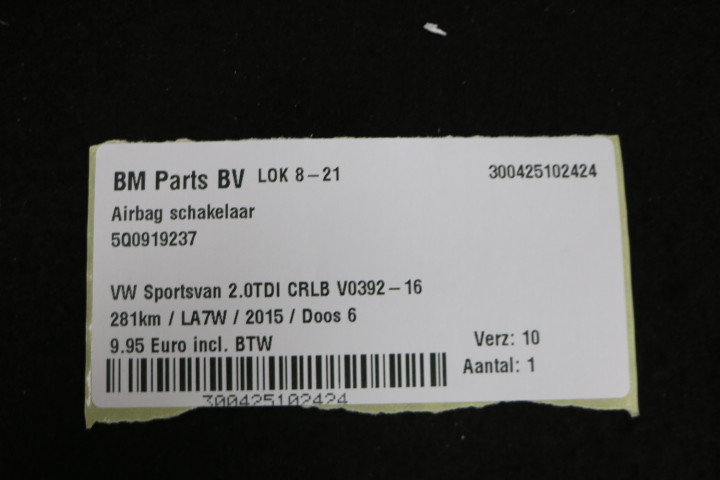 BM Parts BV LOK 8-21 300425102424
Airbag schakelaar
5Q0919237
VW Sportsvan 2.0TDI CRLB V0392-16
281km / LA7W / 2015 / Doos 6
9.95 Euro incl. BTW Verz: 10
Aantal: 1
300425102424